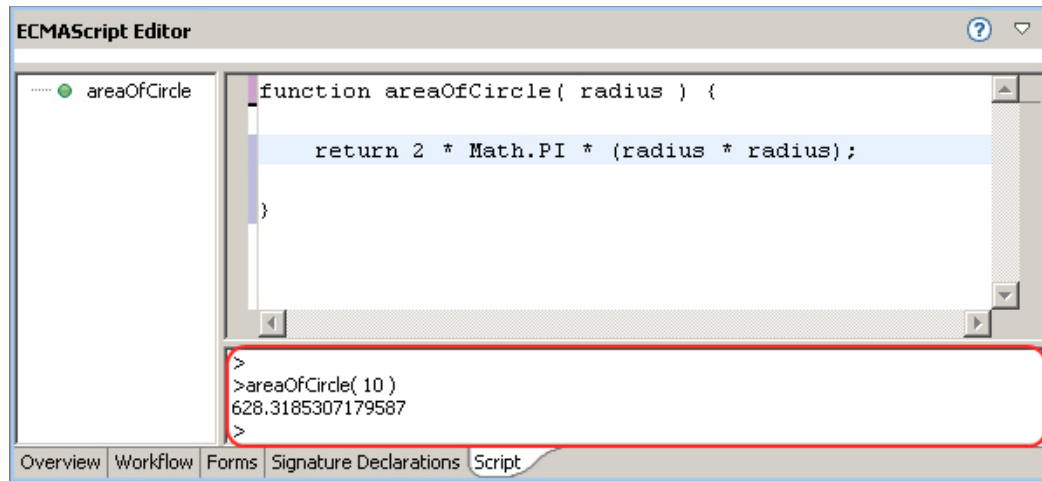 ECMAScript Editor
?
areaOfCircle
function areaOfCircle( radius ) {
return 2 * Math.PI * (radius * radius);
}
>
>areaOfCircle( 10 )
628.3185307179587
>
Overview Workflow Forms Signature Declarations Script